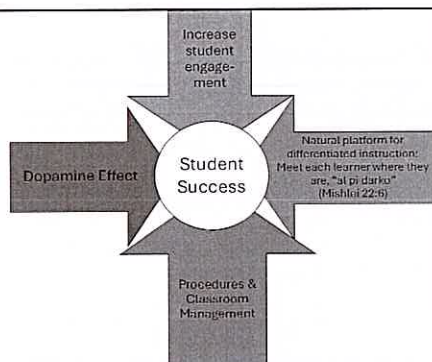 Increase
student
engage-
ment
Dopamine Effect
Student
Success
Natural platform for
differentiated instruction:
Meet each learner where they
are, "al pi darko"
(Mishlei 22:6)
Procedures &
Classroom
Management